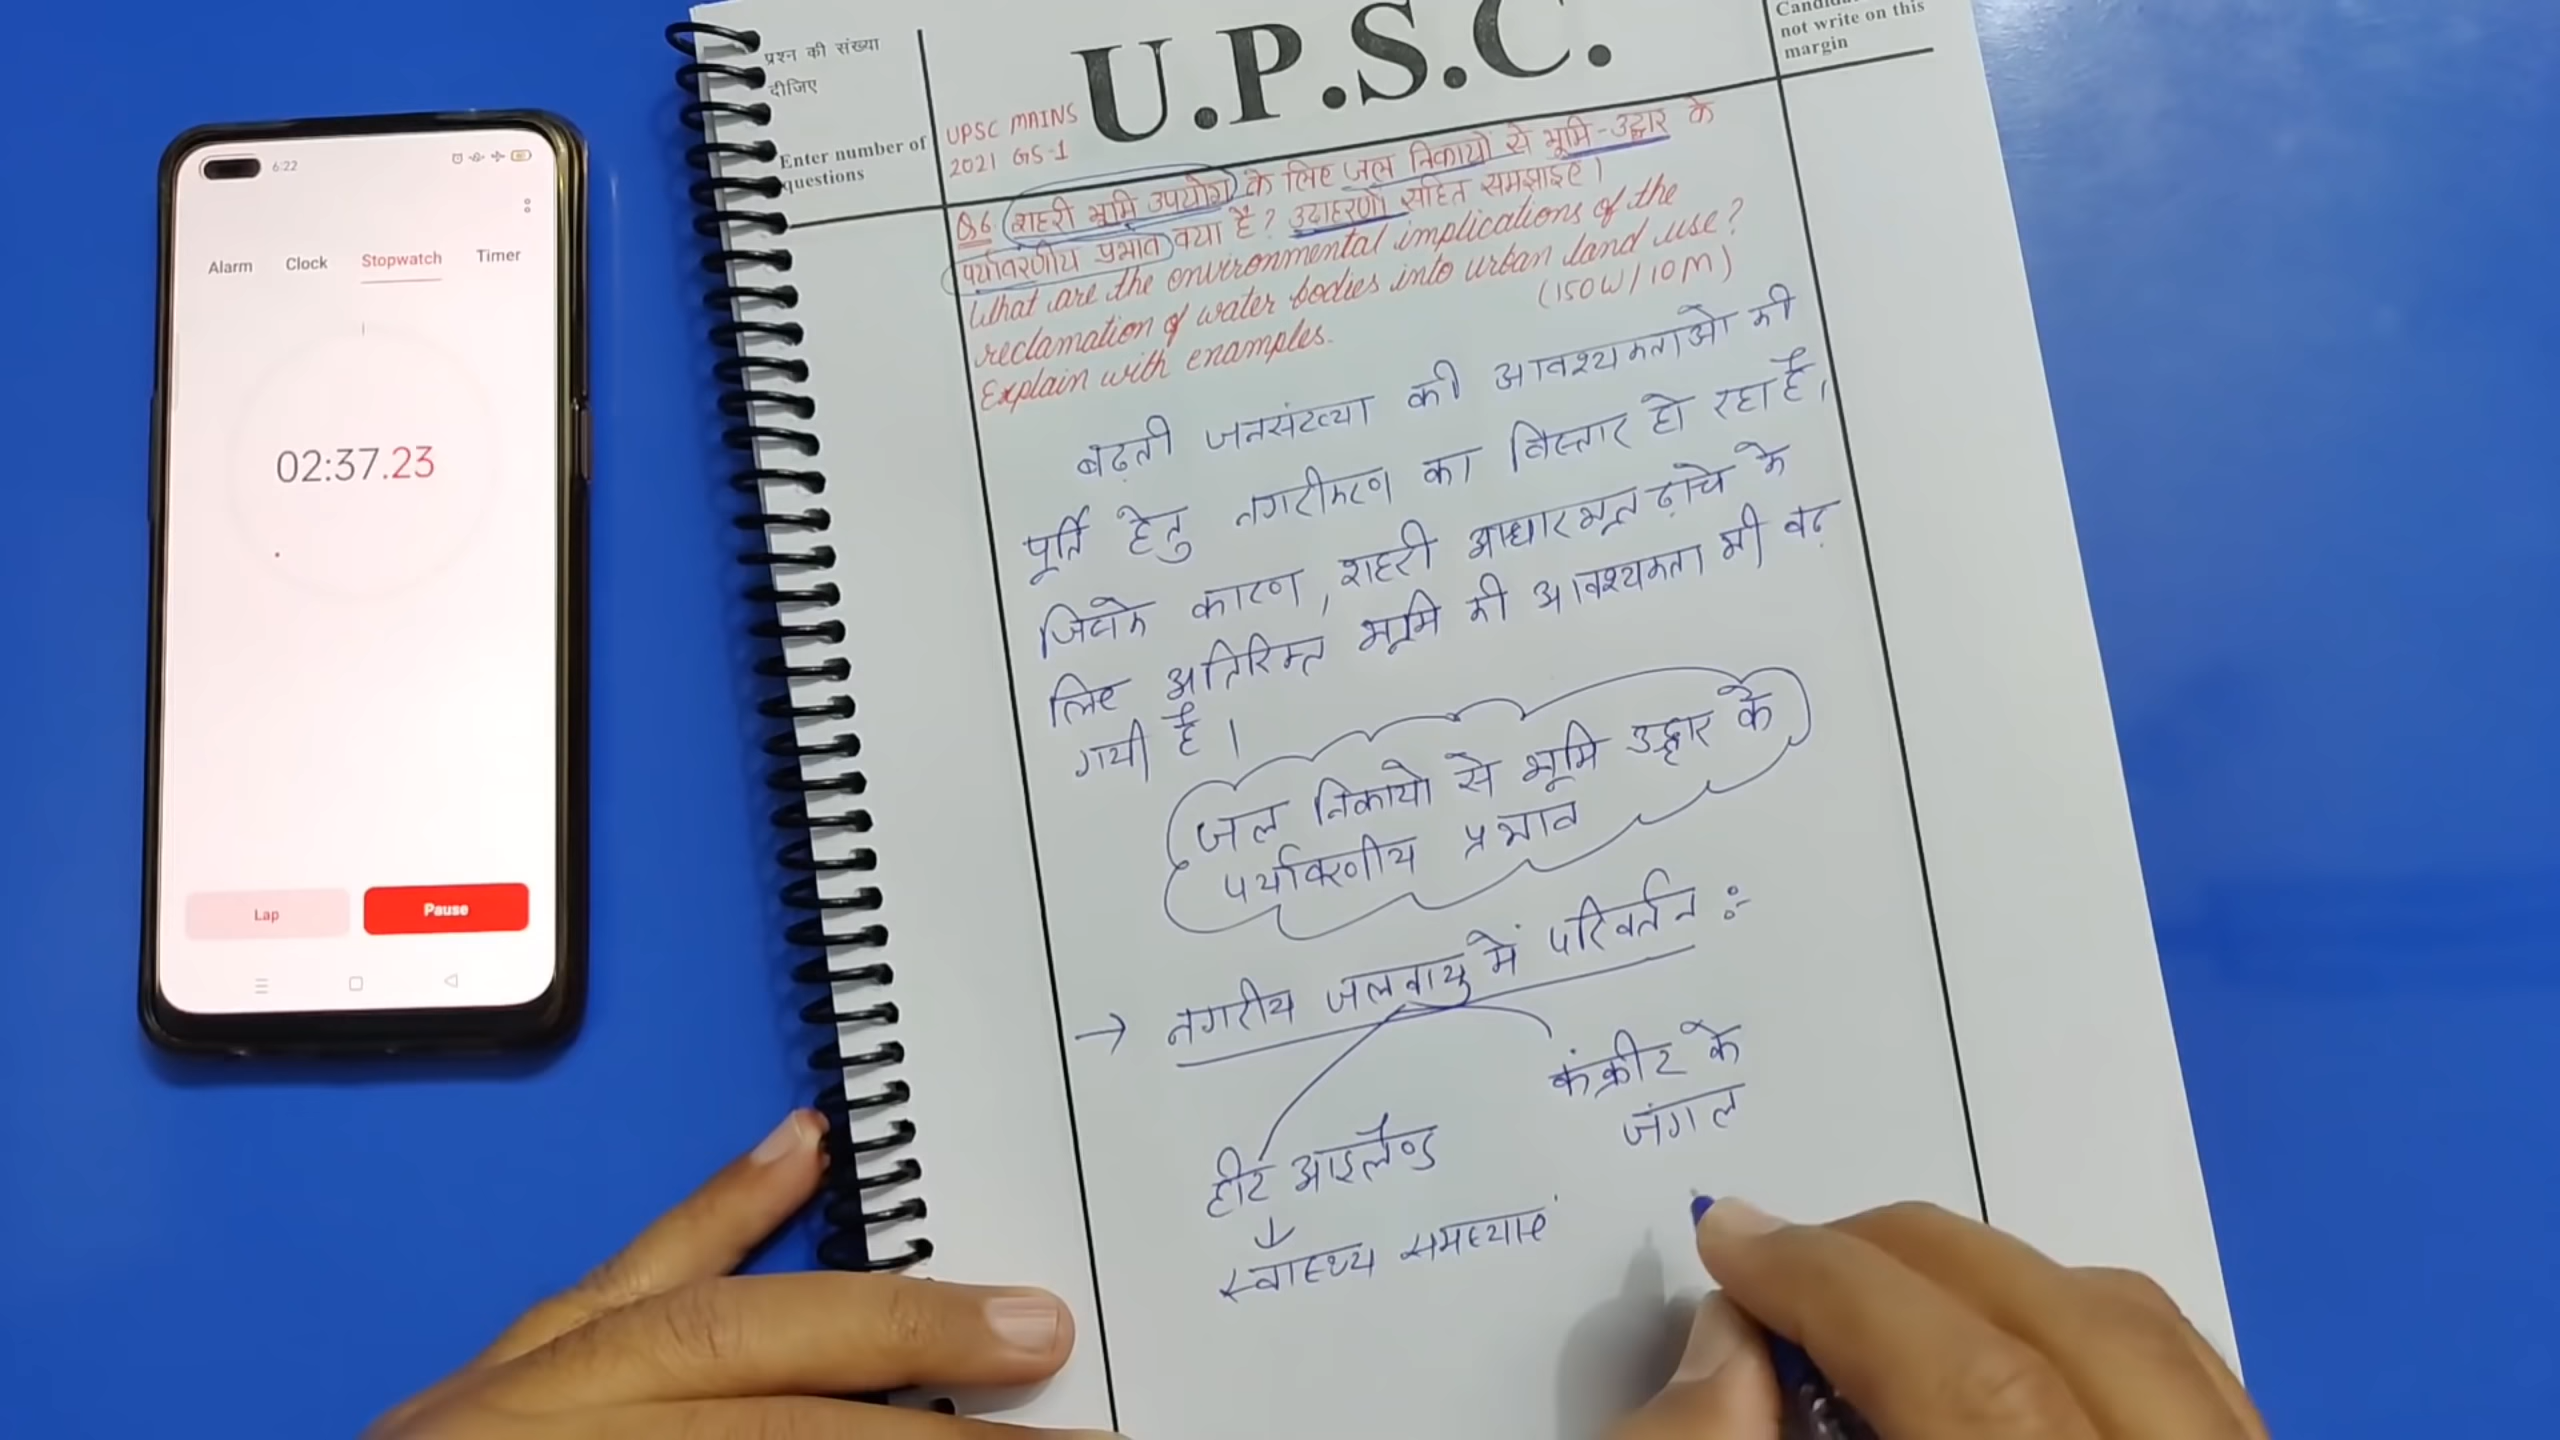 6:22
Alarm Clock Stopwatch Timer
02:37.23
Lap Pause
प्रश्न की संख्या
दीजिए
Enter number of
questions
U.P.S.C.
not write on this
margin
UPSC MAINS
2021 GS-1
Q6. शहरी भूमि उपयोग के लिए जल निकायों से भूमि-उद्धार के
पर्यावरणीय प्रभाव क्या है? उदाहरणों सहित समझाइए।
What are the environmental implications of the
reclamation of water bodies into urban land use?
Explain with enamples.
(150W/10M)
बढ़ती जनसंख्या की आवश्यकताओ की
पूर्ति हेतु नगरीकरण का विस्तार हो रहा है।
जिसके कारण, शहरी आधारभूत ढ़ाचे के
लिए अतिरिक्त भूमि की आवश्यकता भी बढ़
गयी है।
जल निकायो से भूमि उद्धार के
पर्यावरणीय प्रभाव
→ नगरीय जलवायु में परिवर्तन :-
कंक्रीट के
जंगल
हीट आइलैण्ड
↓
स्वास्थ्य समस्याएं